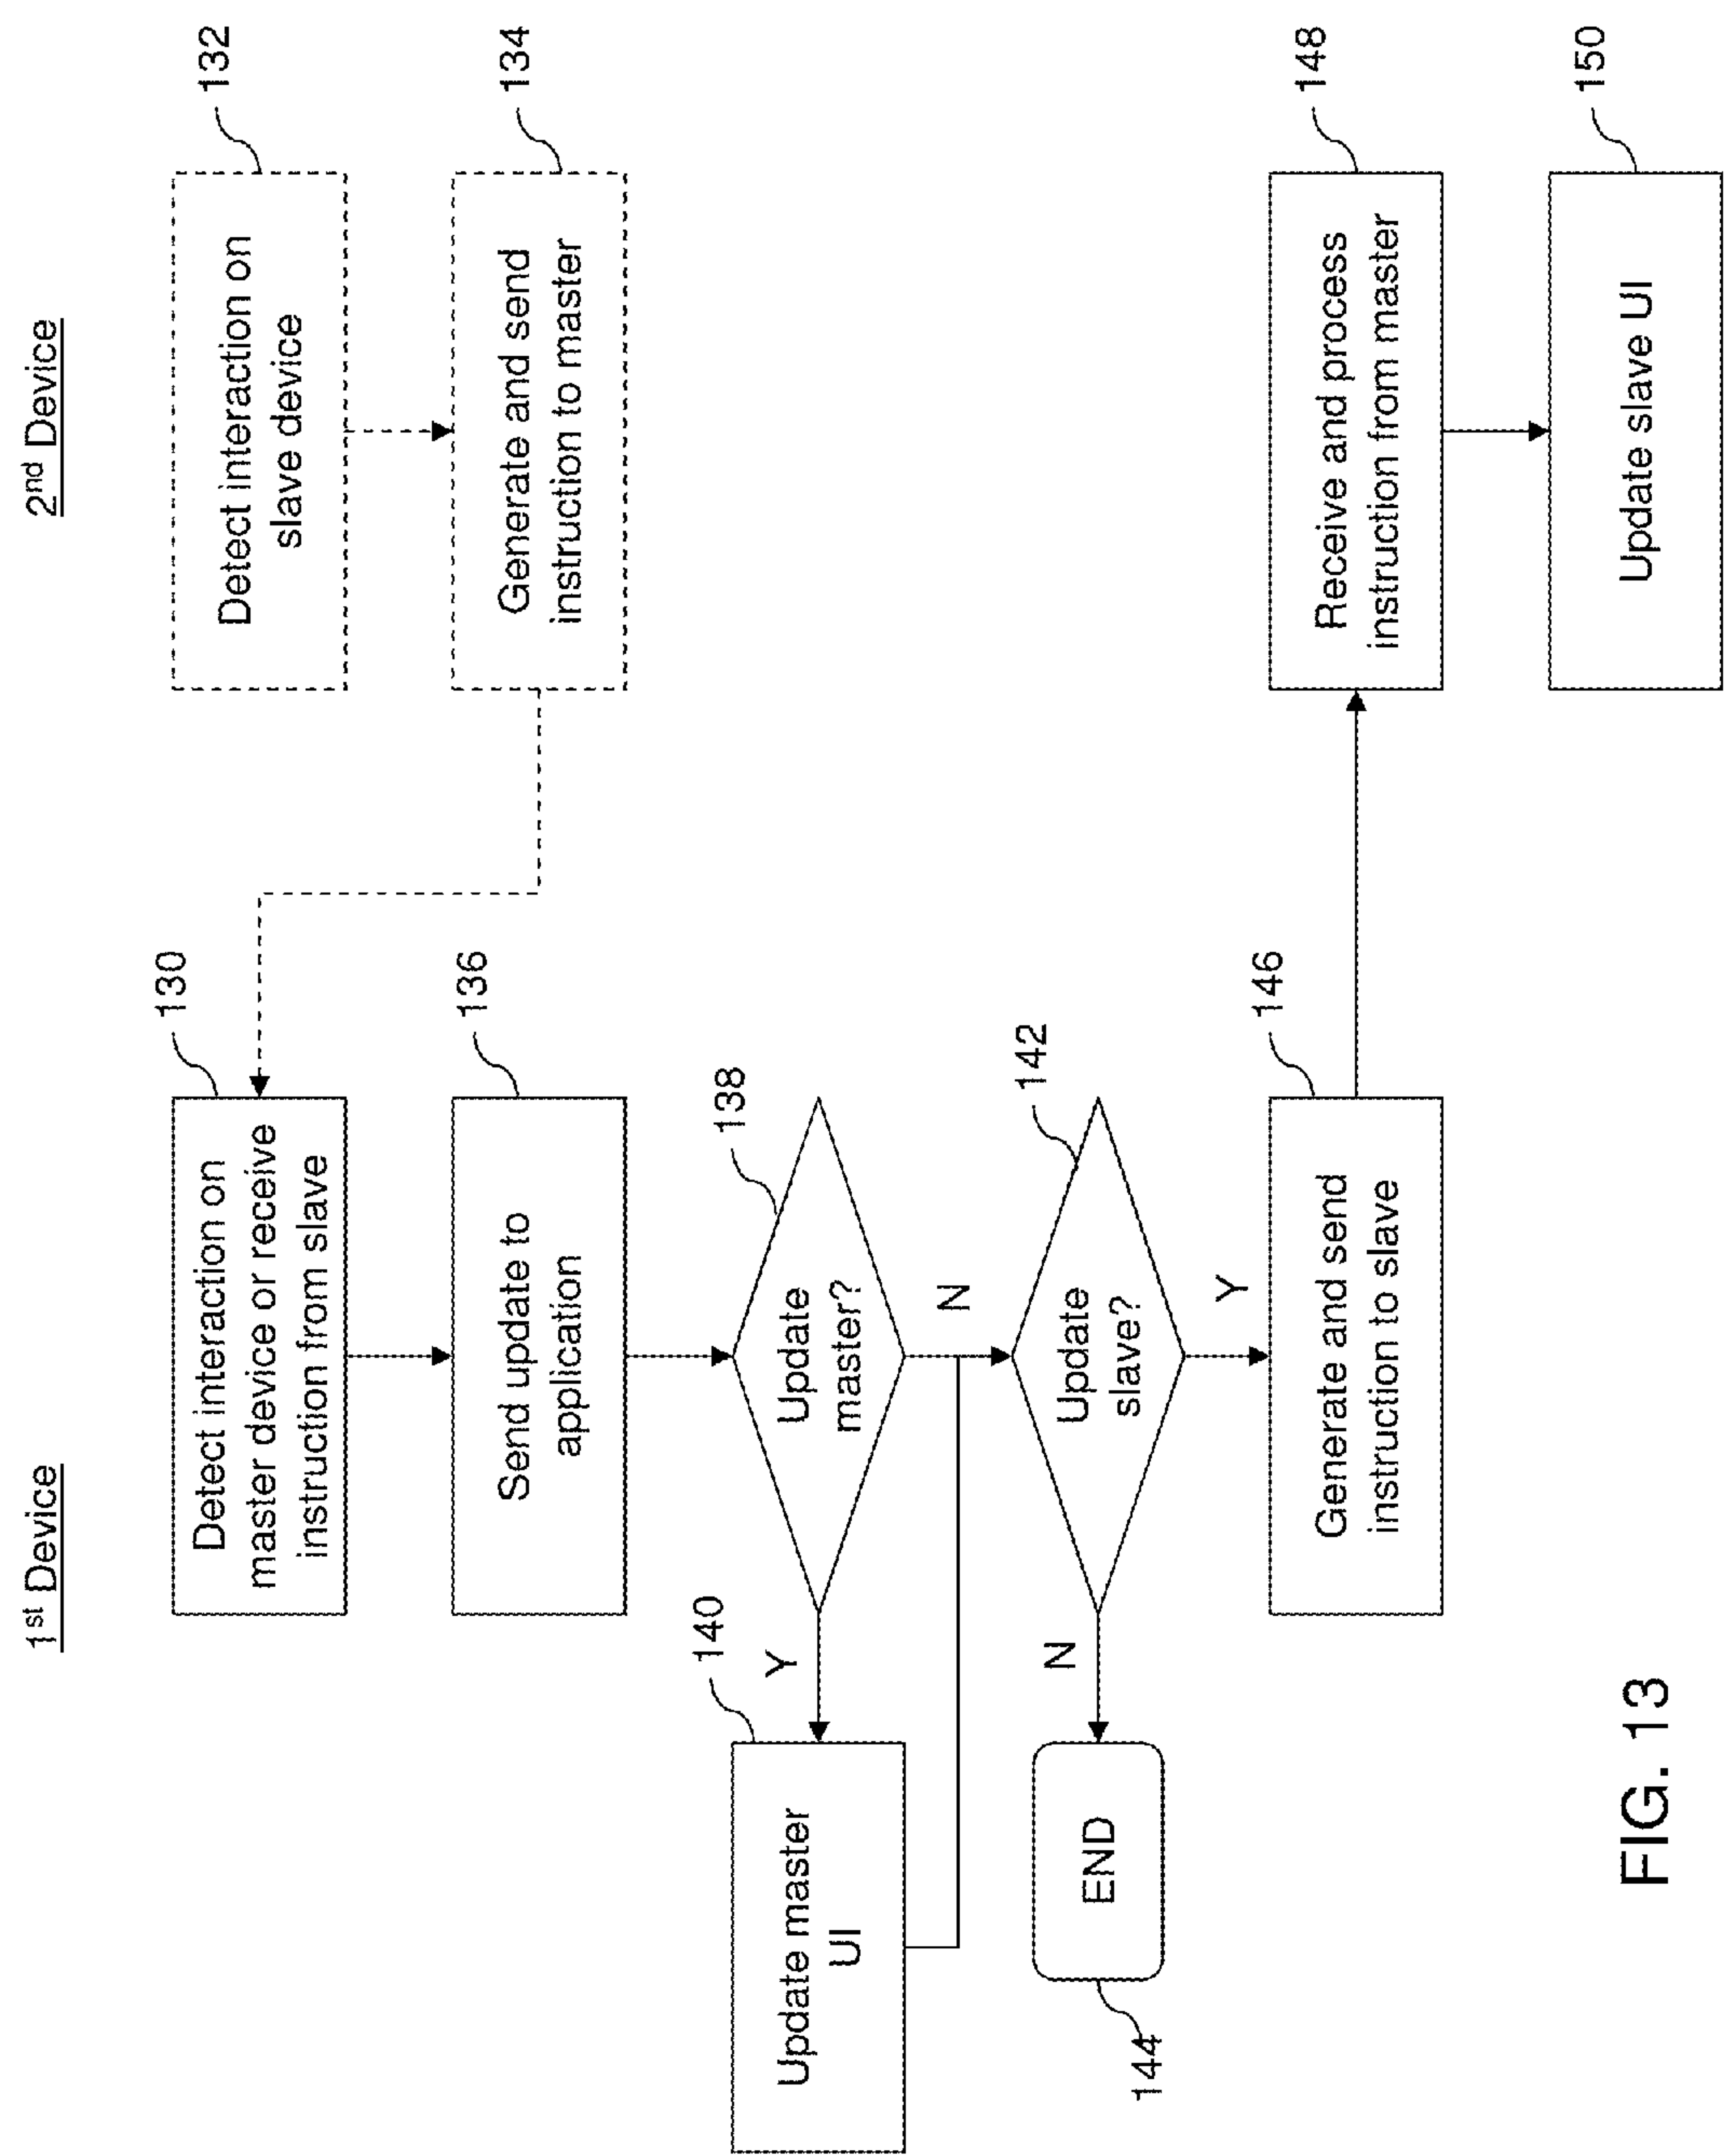 1st Device
2nd Device
130
Detect interaction on
master device or receive
instruction from slave
132
Detect interaction on
slave device
136
Send update to
application
134
Generate and send
instruction to master
138
Update
master?
Y
N
140
Update master
UI
142
Update
slave?
N
Y
144
END
146
Generate and send
instruction to slave
148
Receive and process
instruction from master
150
Update slave UI
FIG. 13